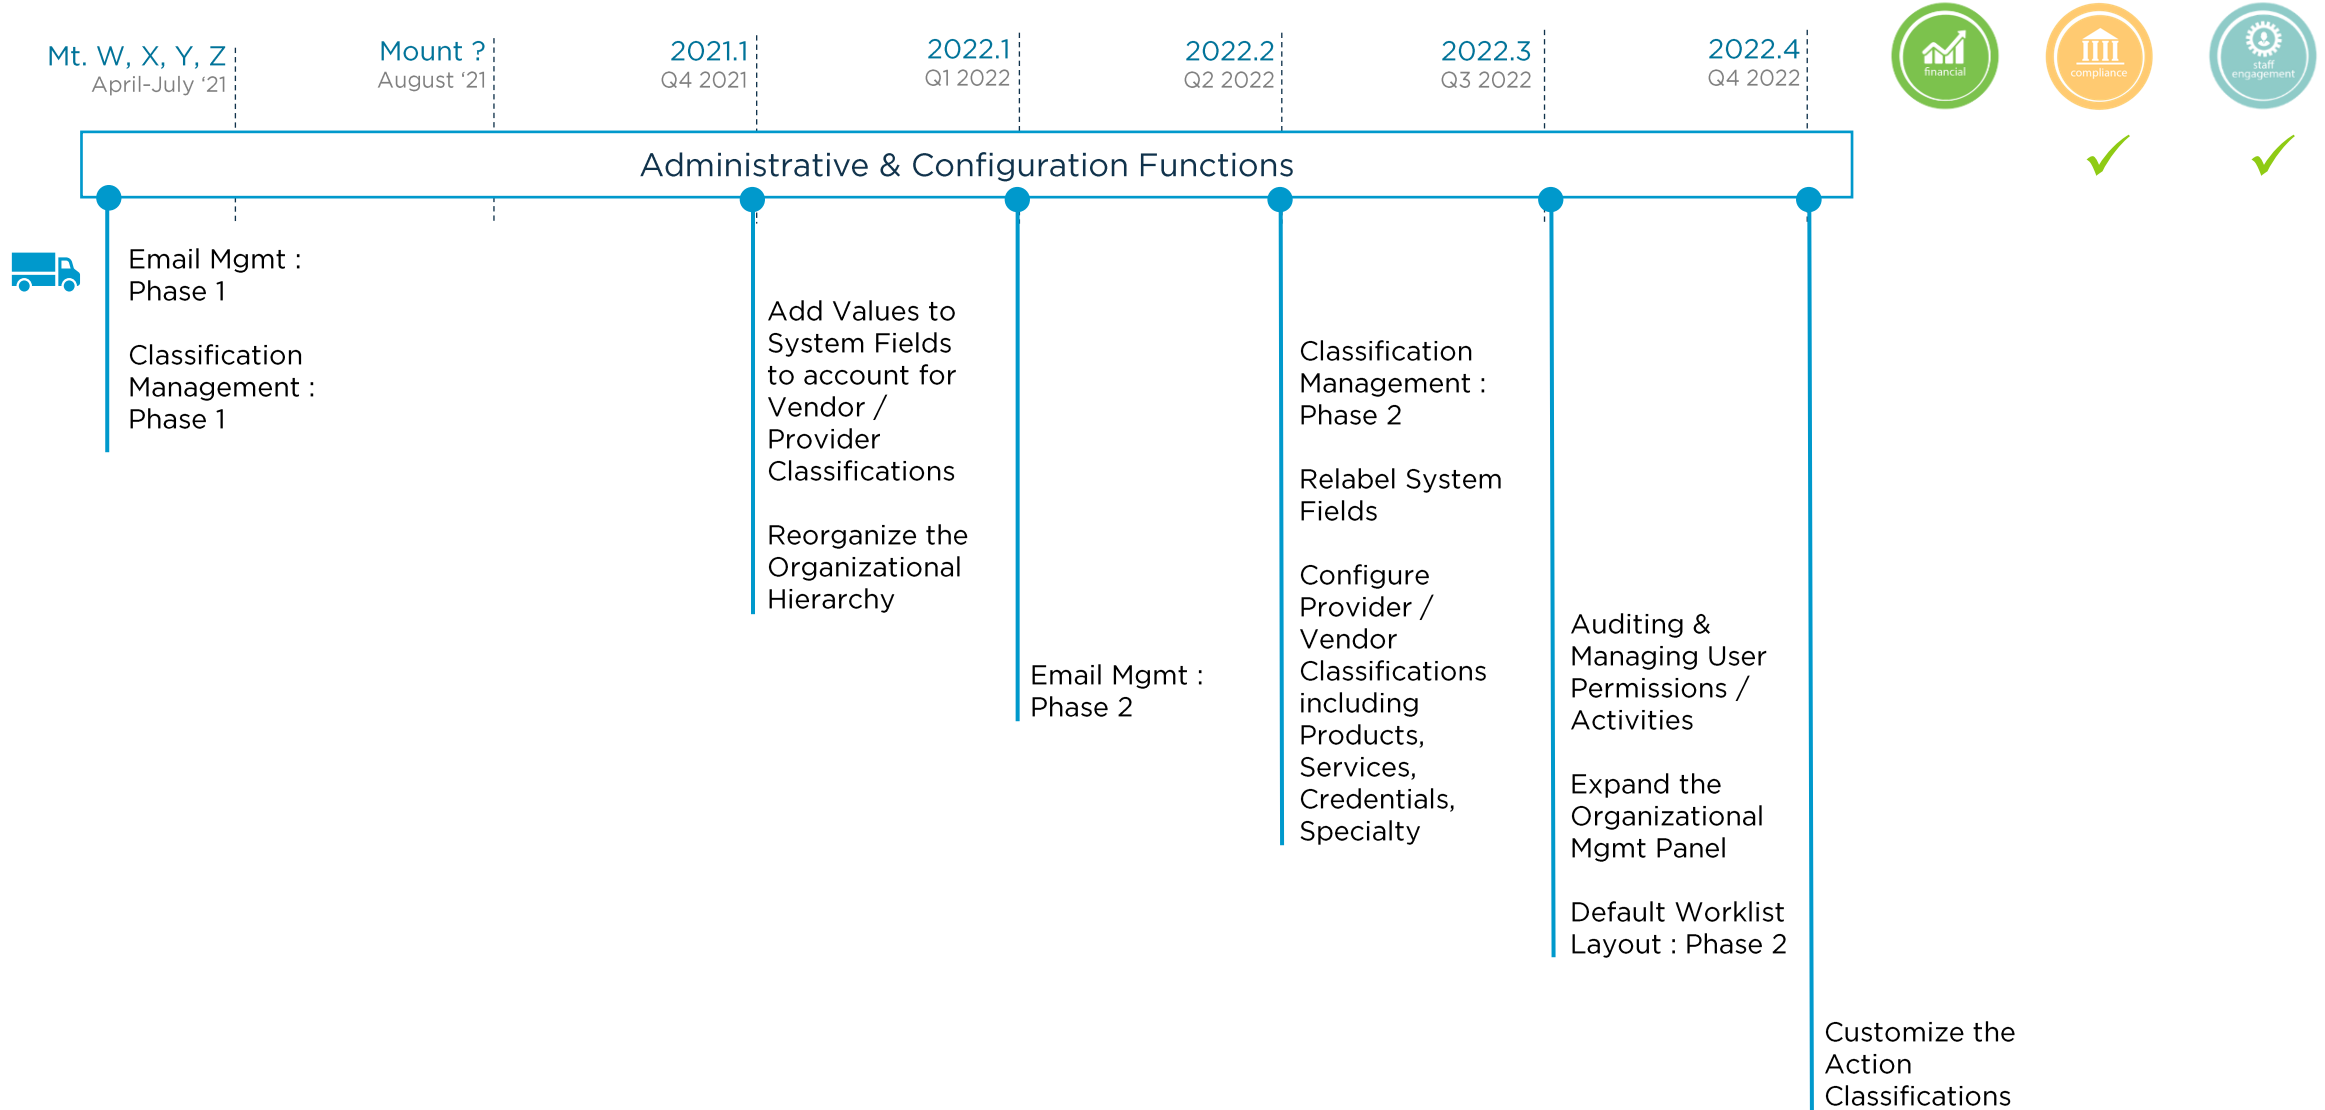 Mt. W, X, Y, Z
April-July ‘21
Mount ?
August ‘21
2021.1
Q4 2021
2022.1
Q1 2022
2022.2
Q2 2022
2022.3
Q3 2022
2022.4
Q4 2022
financial
compliance
staff
engagement
Administrative & Configuration Functions
Email Mgmt :
Phase 1
Classification
Management :
Phase 1
Add Values to
System Fields
to account for
Vendor /
Provider
Classifications
Reorganize the
Organizational
Hierarchy
Email Mgmt :
Phase 2
Classification
Management :
Phase 2
Relabel System
Fields
Configure
Provider /
Vendor
Classifications
including
Products,
Services,
Credentials,
Specialty
Auditing &
Managing User
Permissions /
Activities
Expand the
Organizational
Mgmt Panel
Default Worklist
Layout : Phase 2
Customize the
Action
Classifications